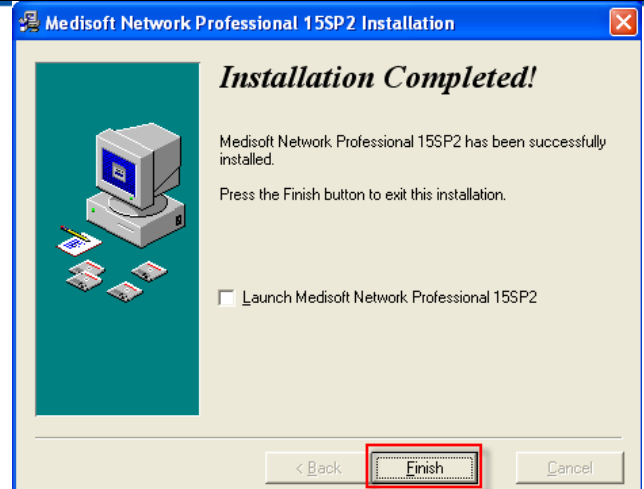 Medisoft Network Professional 15SP2 Installation
Installation Completed!
Medisoft Network Professional 15SP2 has been successfully
installed.
Press the Finish button to exit this installation.
Launch Medisoft Network Professional 15SP2
< Back
Finish
Cancel